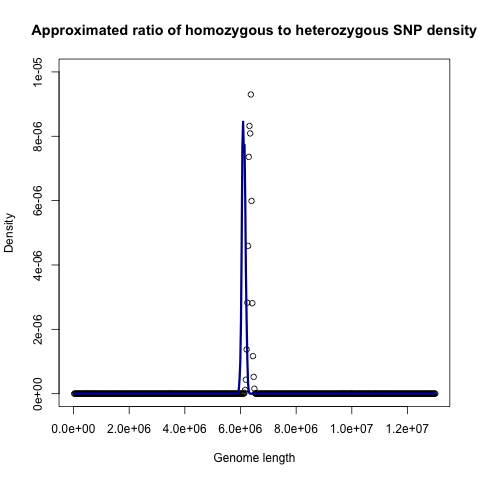 Approximated ratio of homozygous to heterozygous SNP density
1e-05
8e-06
6e-06
4e-06
2e-06
0e+00
Density
0.0e+00 2.0e+06 4.0e+06 6.0e+06 8.0e+06 1.0e+07 1.2e+07
Genome length